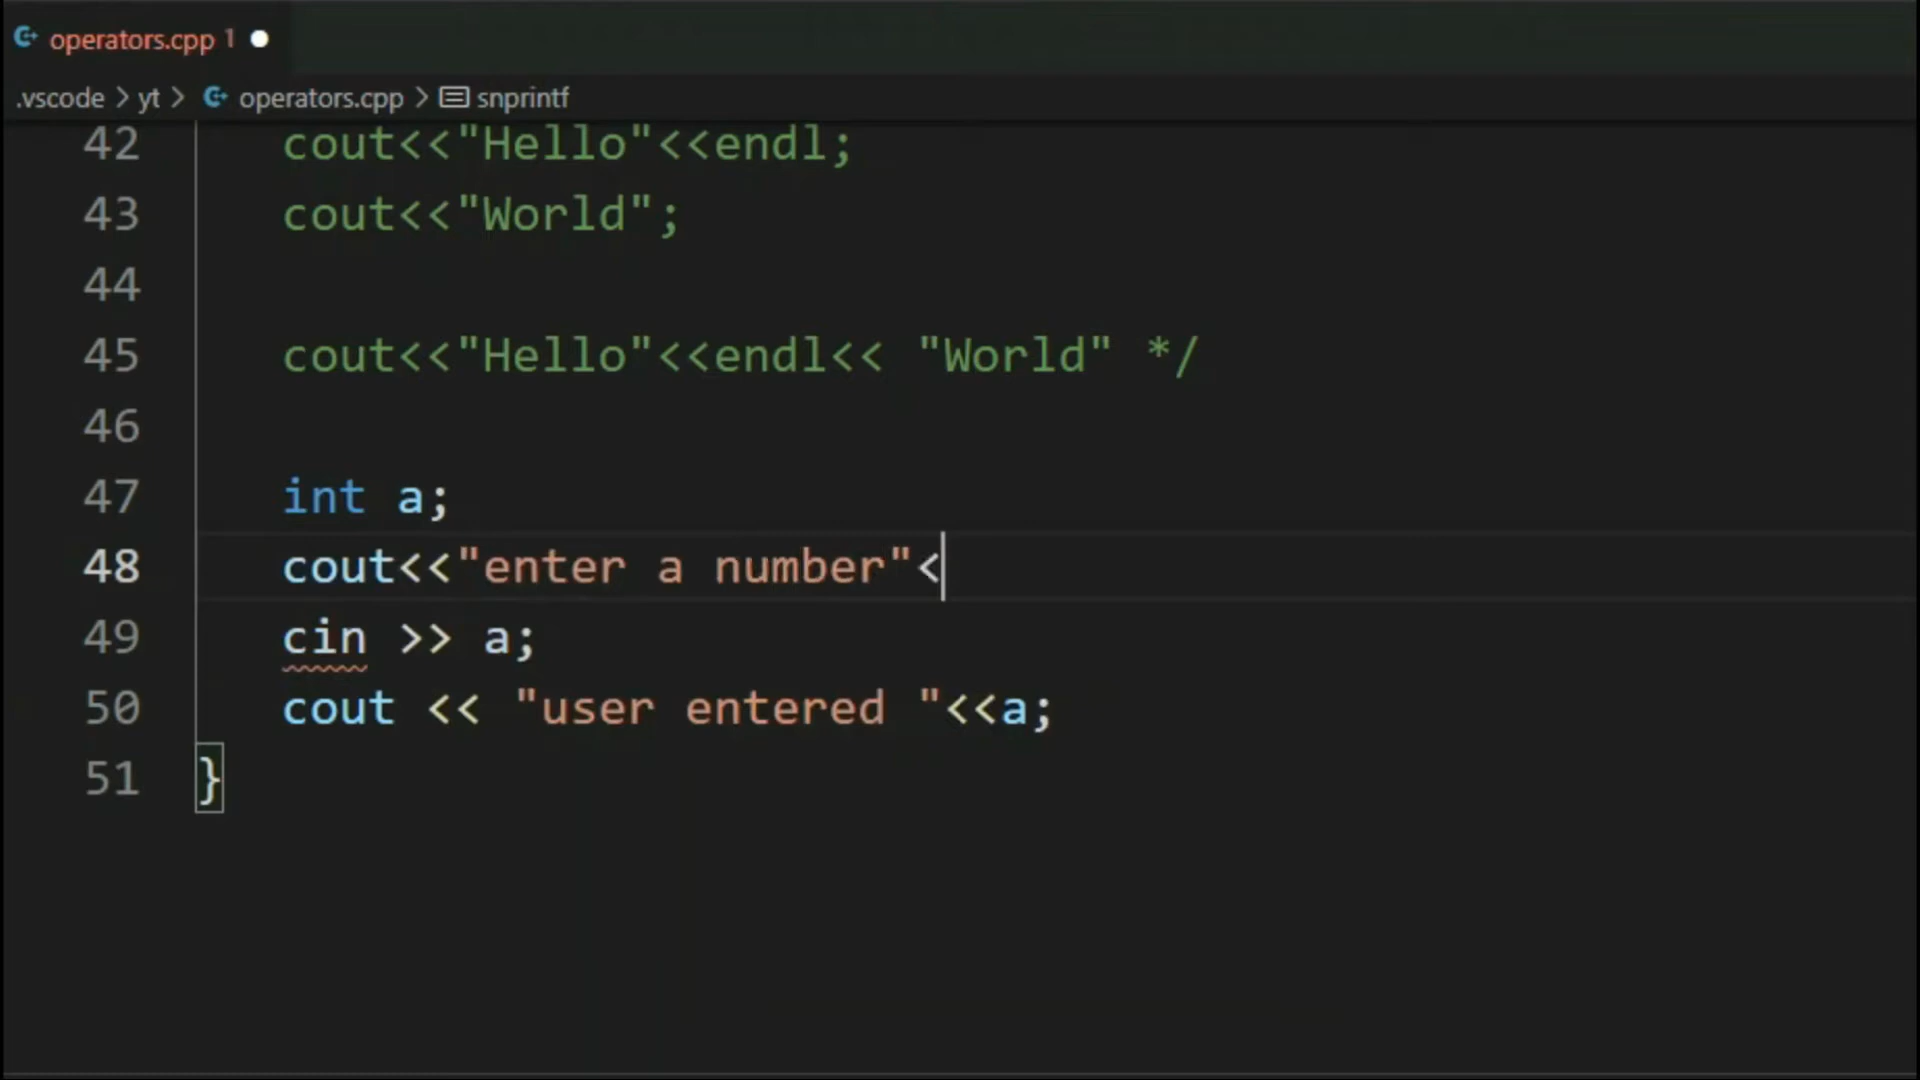 operators.cpp 1
.vscode > yt > operators.cpp > snprintf
42 cout<<"Hello"<<endl;
43 cout<<"World";
44
45 cout<<"Hello"<<endl<< "World" */
46
47 int a;
48 cout<<"enter a number"<
49 cin >> a;
50 cout << "user entered "<<a;
51 }